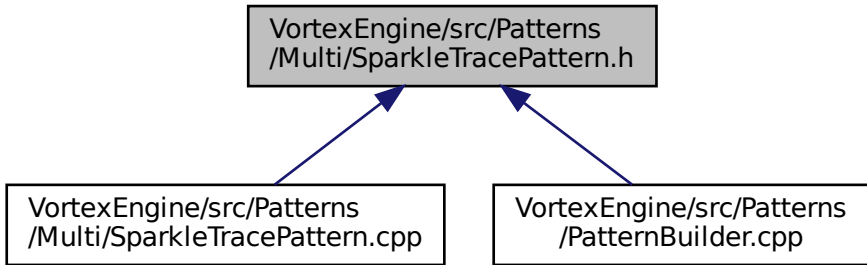 VortexEngine/src/Patterns
/Multi/SparkleTracePattern.h
VortexEngine/src/Patterns
/Multi/SparkleTracePattern.cpp
VortexEngine/src/Patterns
/PatternBuilder.cpp